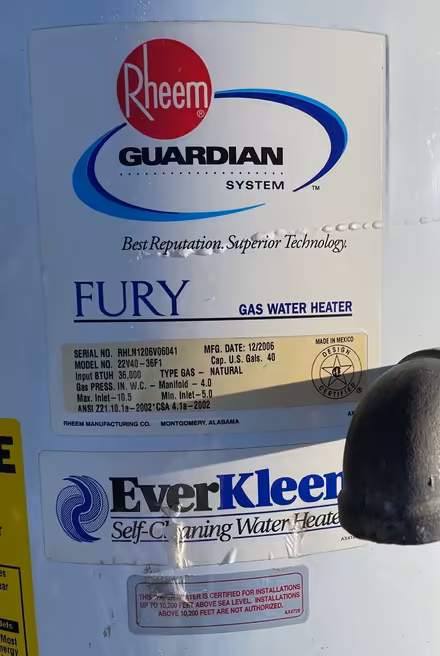 Rheem®
GUARDIAN
SYSTEM ™
Best Reputation. Superior Technology.
FURY GAS WATER HEATER
SERIAL NO. RHLN1206V06041 MFG. DATE: 12/2006
MODEL NO. 22V40-36F1 Cap. U.S. Gals. 40
Input BTUH 36,000 TYPE GAS - NATURAL
Gas PRESS. IN. W.C. - Manifold - 4.0
Max. Inlet-10.5 Min. Inlet-5.0
ANSI Z21.10.1a-2002*CSA 4.1a-2002
MADE IN MEXICO
DESIGN
CERTIFIED
RHEEM MANUFACTURING CO. MONTGOMERY, ALABAMA
EverKleen
Self-Cleaning Water Heate
THIS WATER HEATER IS CERTIFIED FOR INSTALLATIONS
UP TO 10,200 FEET ABOVE SEA LEVEL. INSTALLATIONS
ABOVE 10,200 FEET ARE NOT AUTHORIZED.
E
Most